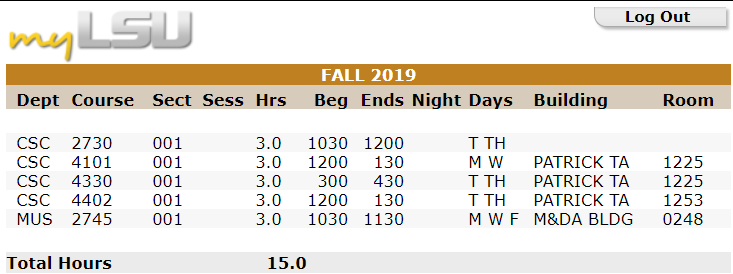 Log Out
myLSU
FALL 2019
Dept Course Sect Sess Hrs Beg Ends Night Days Building Room
CSC 2730 001 3.0 1030 1200 T TH
CSC 4101 001 3.0 1200 130 M W PATRICK TA 1225
CSC 4330 001 3.0 300 430 T TH PATRICK TA 1225
CSC 4402 001 3.0 1200 130 T TH PATRICK TA 1253
MUS 2745 001 3.0 1030 1130 M W F M&DA BLDG 0248
Total Hours 15.0